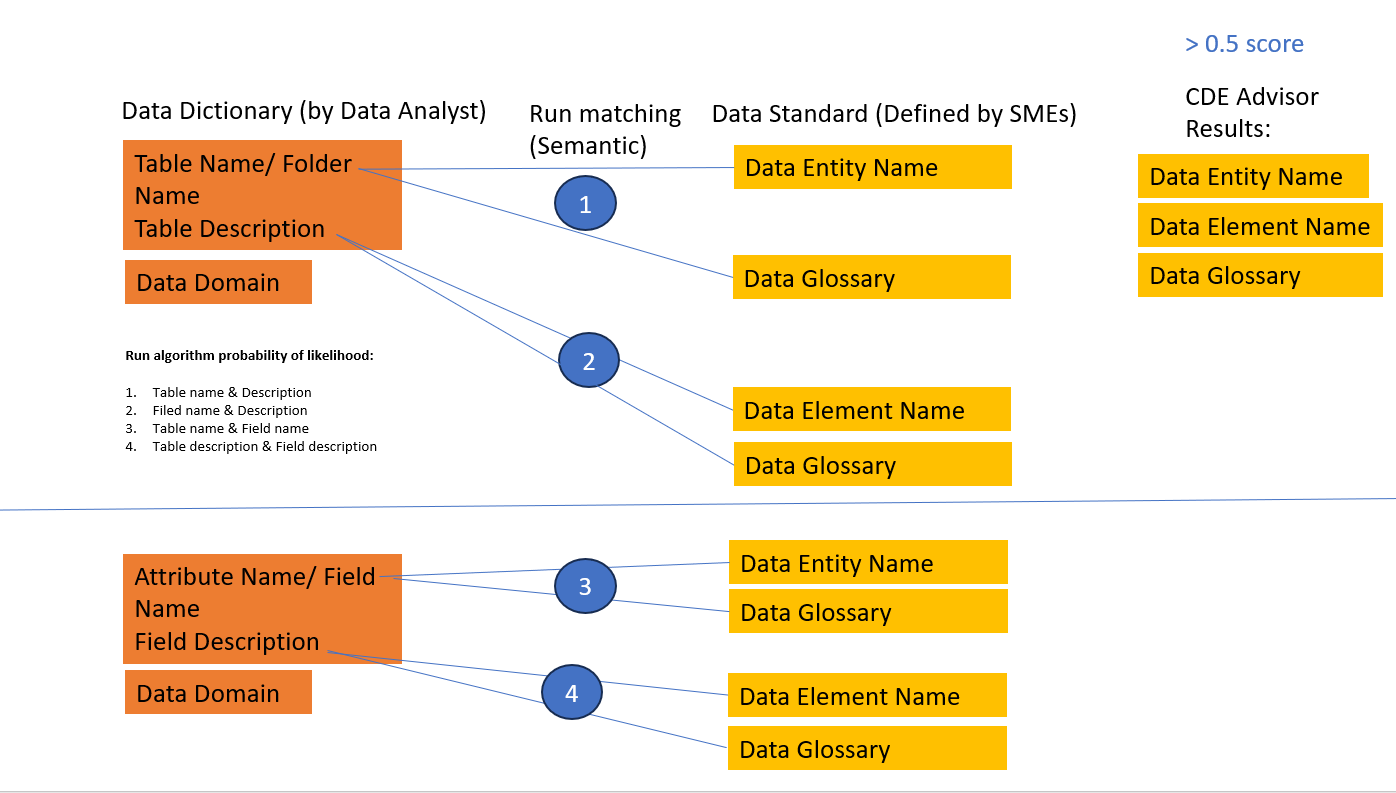 > 0.5 score
CDE Advisor
Results:
Data Dictionary (by Data Analyst)
Run matching
(Semantic)
Data Standard (Defined by SMEs)
Table Name/ Folder
Name
Table Description
Data Domain
1
Data Entity Name
Data Glossary
Data Entity Name
Data Element Name
Data Glossary
Run algorithm probability of likelihood:
1. Table name & Description
2. Filed name & Description
3. Table name & Field name
4. Table description & Field description
2
Data Element Name
Data Glossary
Attribute Name/ Field
Name
Field Description
Data Domain
3
Data Entity Name
Data Glossary
4
Data Element Name
Data Glossary